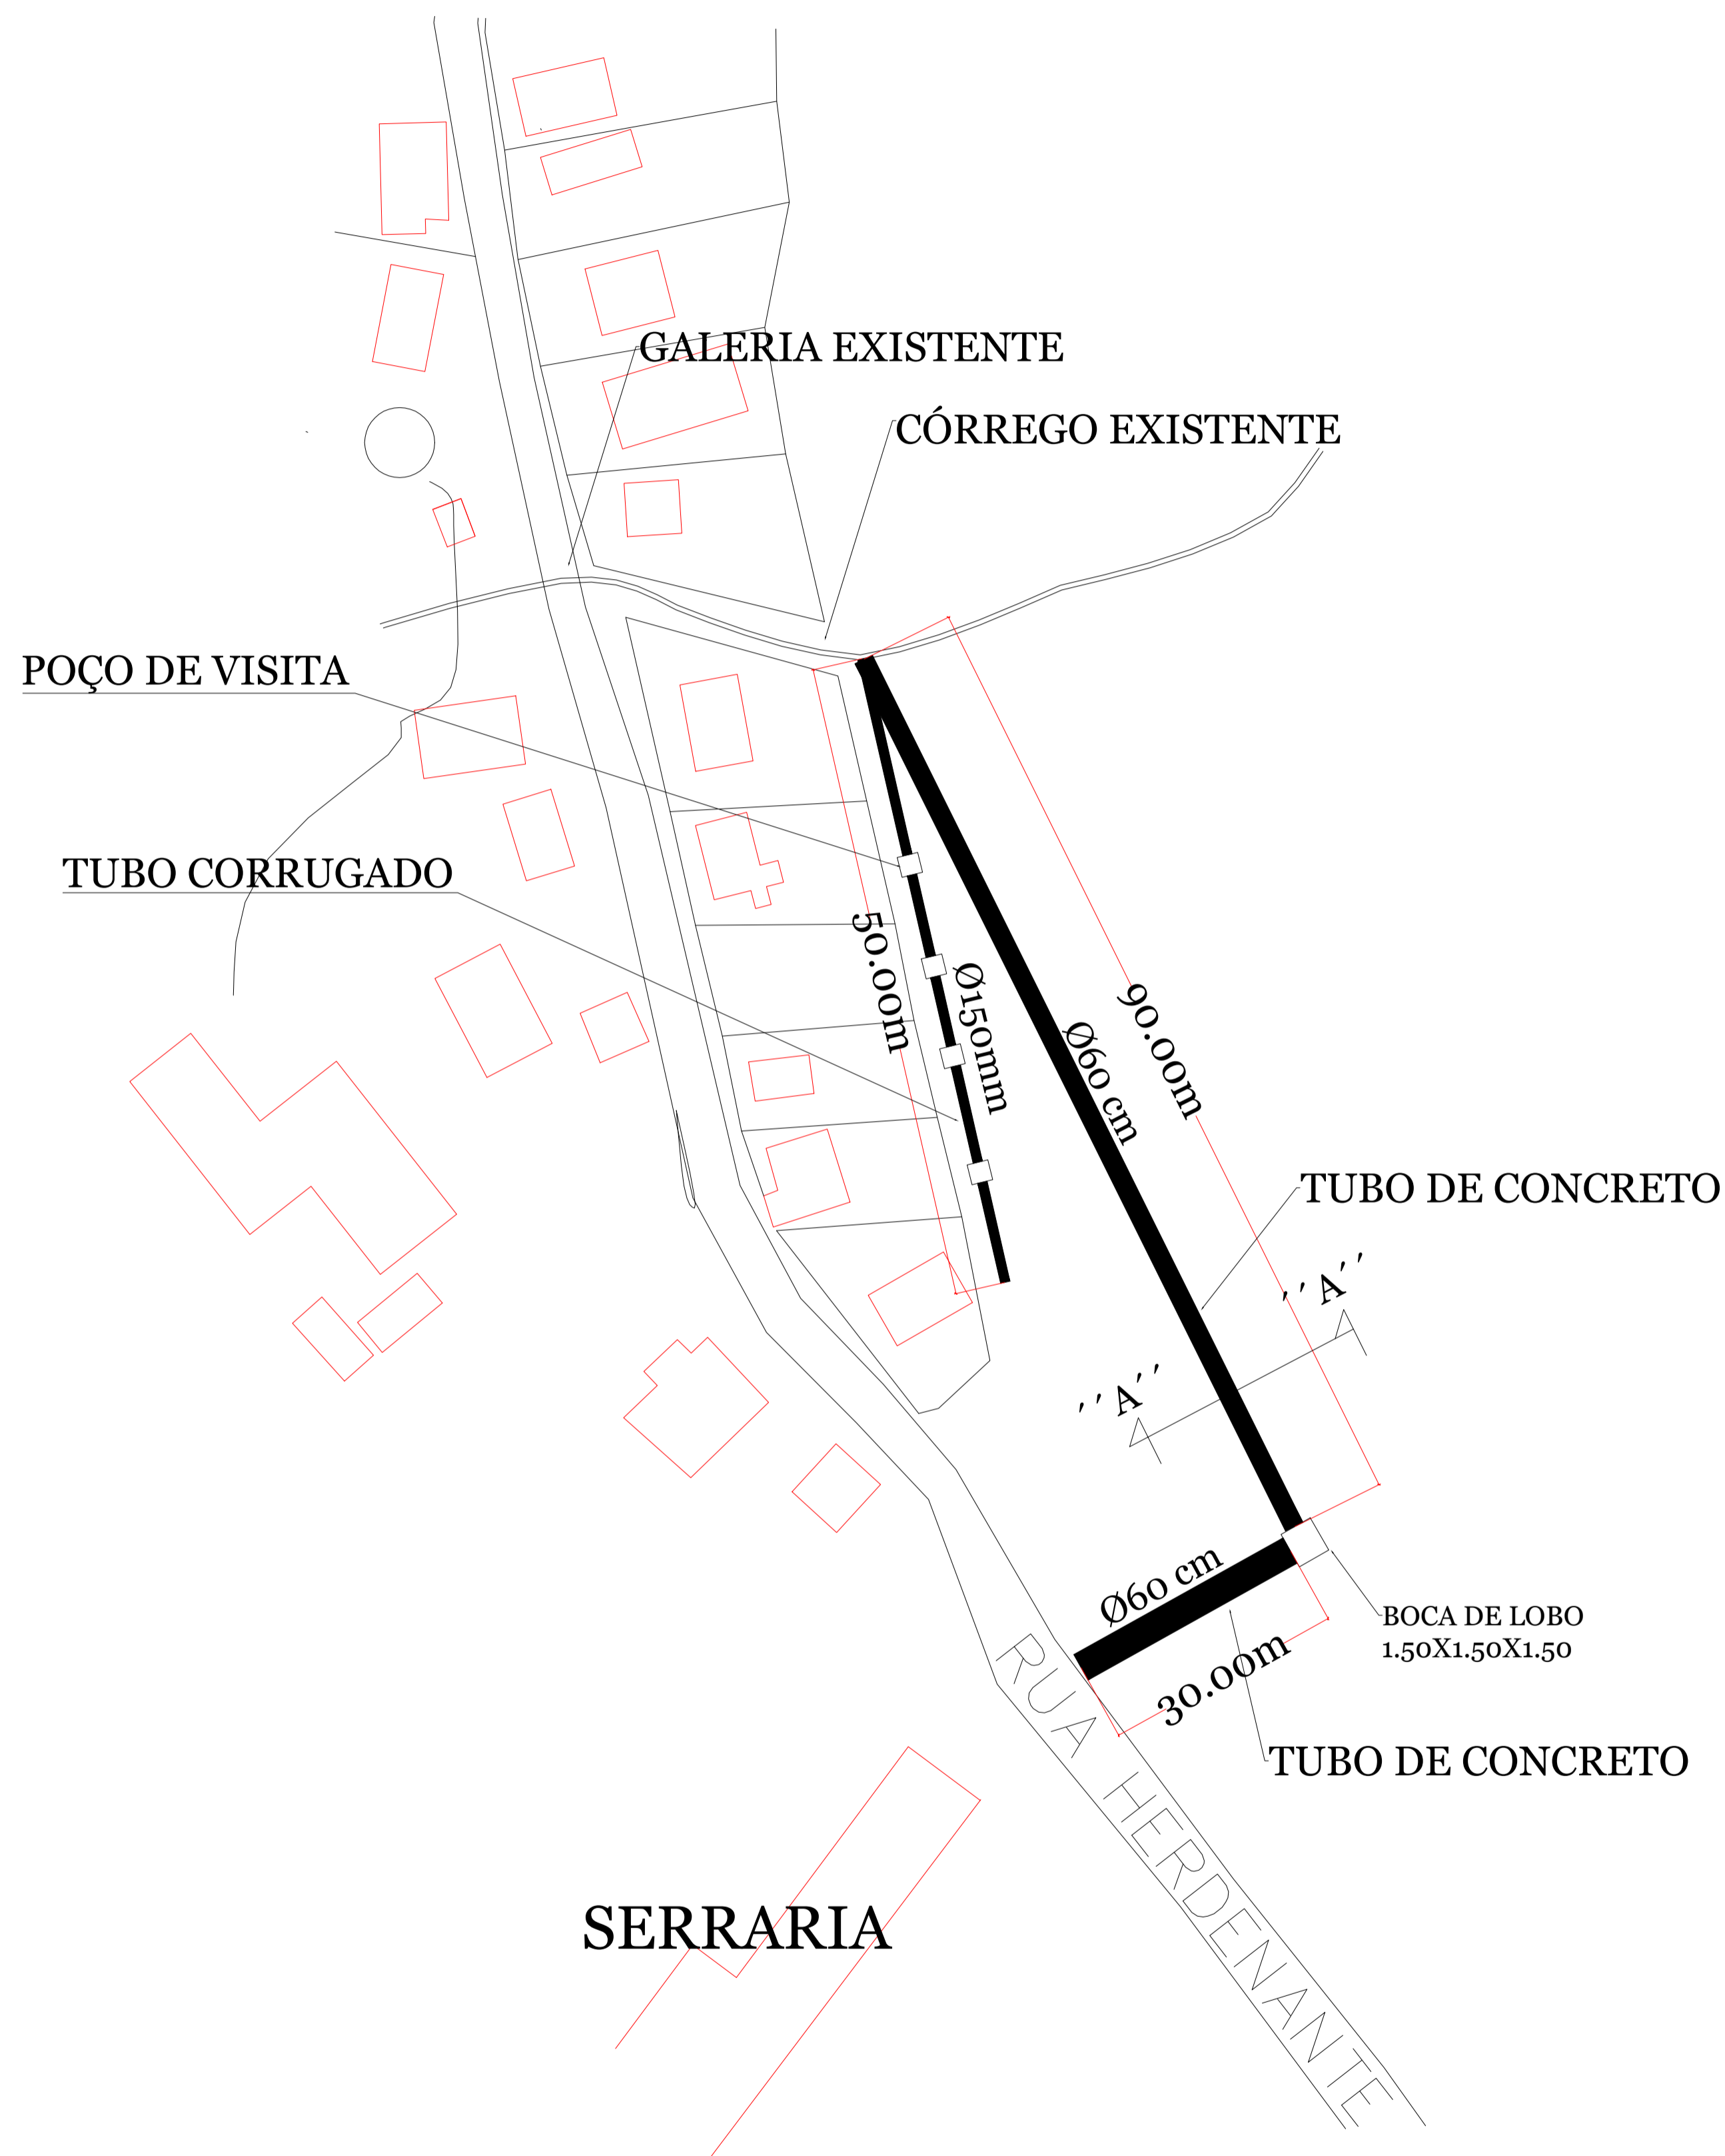 GALERIA EXISTENTE
CÓRREGO EXISTENTE
POÇO DE VISITA
TUBO CORRUGADO
50.00m
Ø150mm
Ø60 cm
90.00m
TUBO DE CONCRETO
´´A´´
´´A´´
Ø60 cm
BOCA DE LOBO
1.50X1.50X1.50
30.00m
TUBO DE CONCRETO
RUA HERDENANTE
SERRARIA